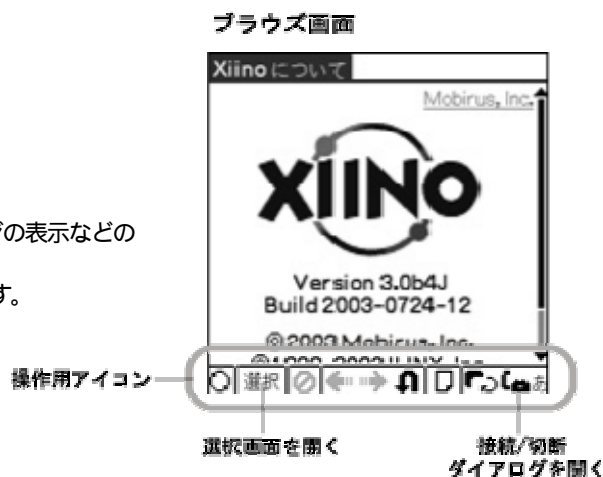 ブラウズ画面
Xiinoについて
Mobirus, Inc.
XIINO
の表示などの
す。
Version 3.0b4J
Build 2003-0724-12
© 2003 Mobirus, Inc.
操作用アイコン
選択
あ
選択画面を開く
接続/切断
ダイアログを開く